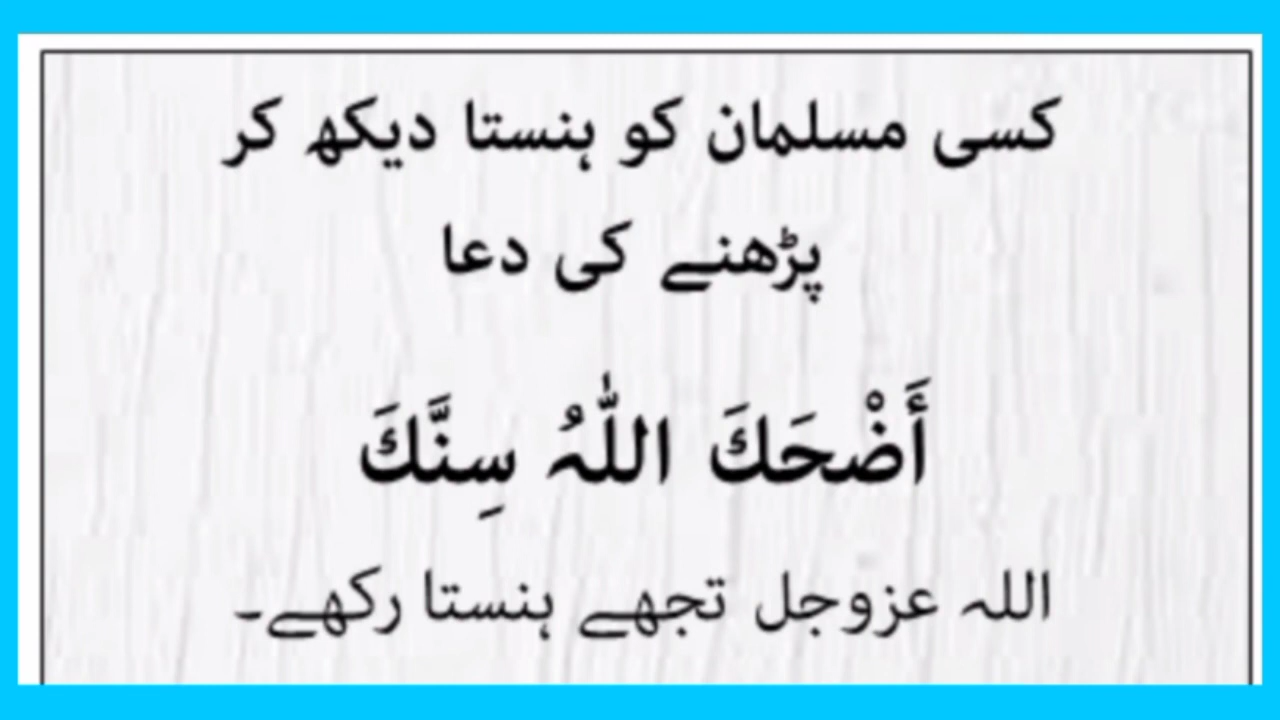 کسی مسلمان کو ہنستا دیکھ کر
پڑھنے کی دعا
أَضْحَكَ اللّٰہُ سِنَّكَ
اللہ عزوجل تجھے ہنستا رکھے۔